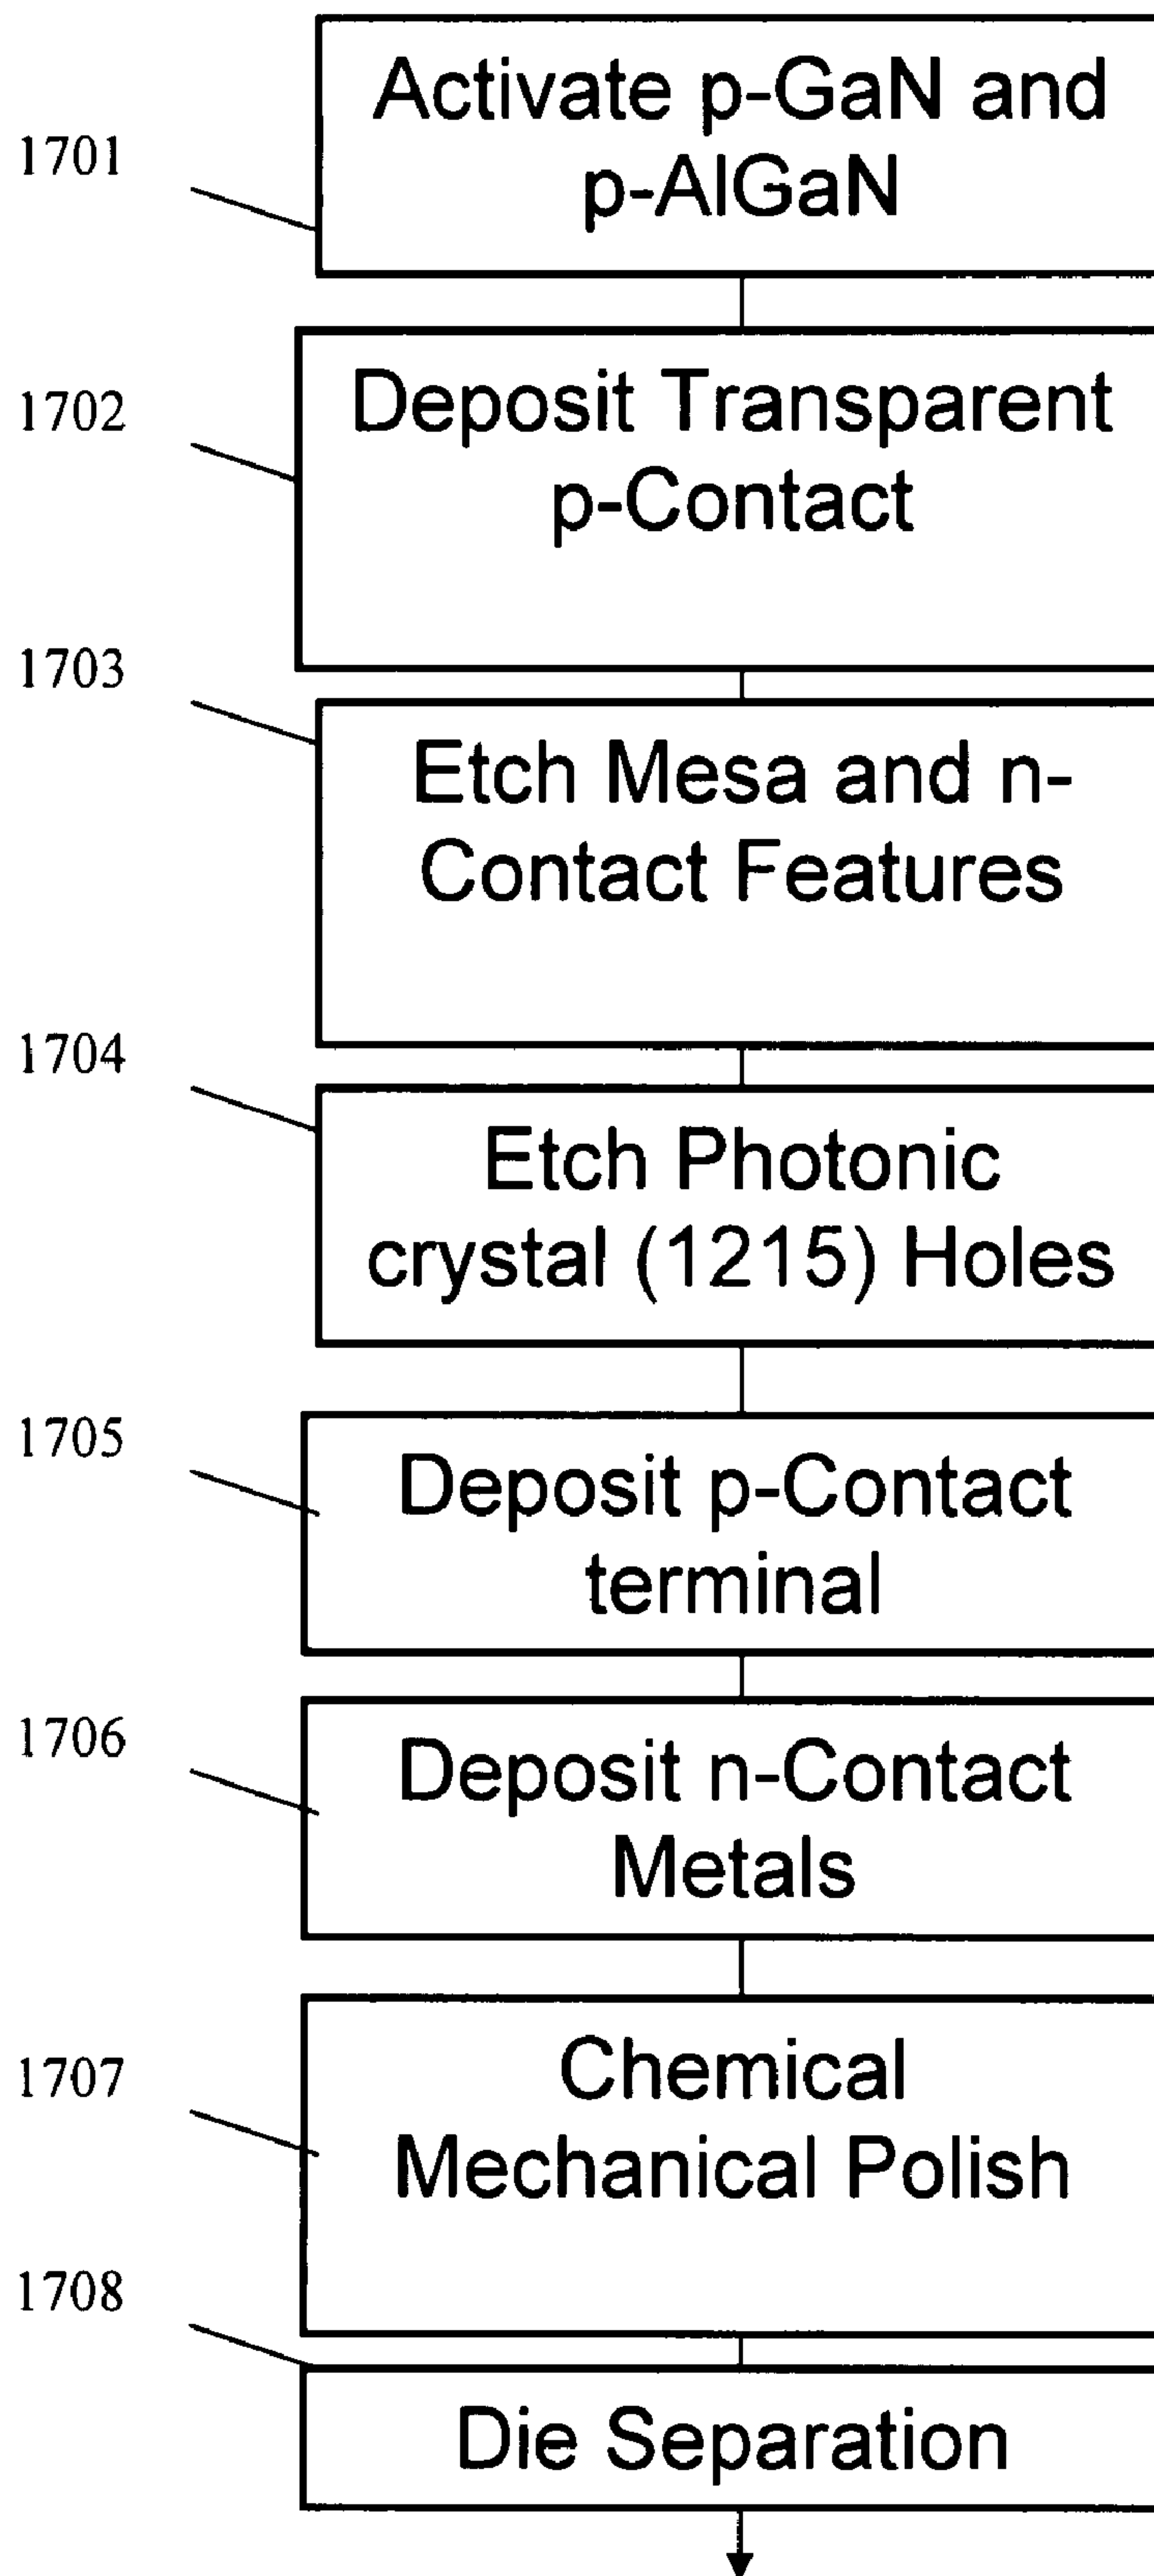 1701
Activate p-GaN and
p-AlGaN
1702
Deposit Transparent
p-Contact
1703
Etch Mesa and n-
Contact Features
1704
Etch Photonic
crystal (1215) Holes
1705
Deposit p-Contact
terminal
1706
Deposit n-Contact
Metals
1707
Chemical
Mechanical Polish
1708
Die Separation